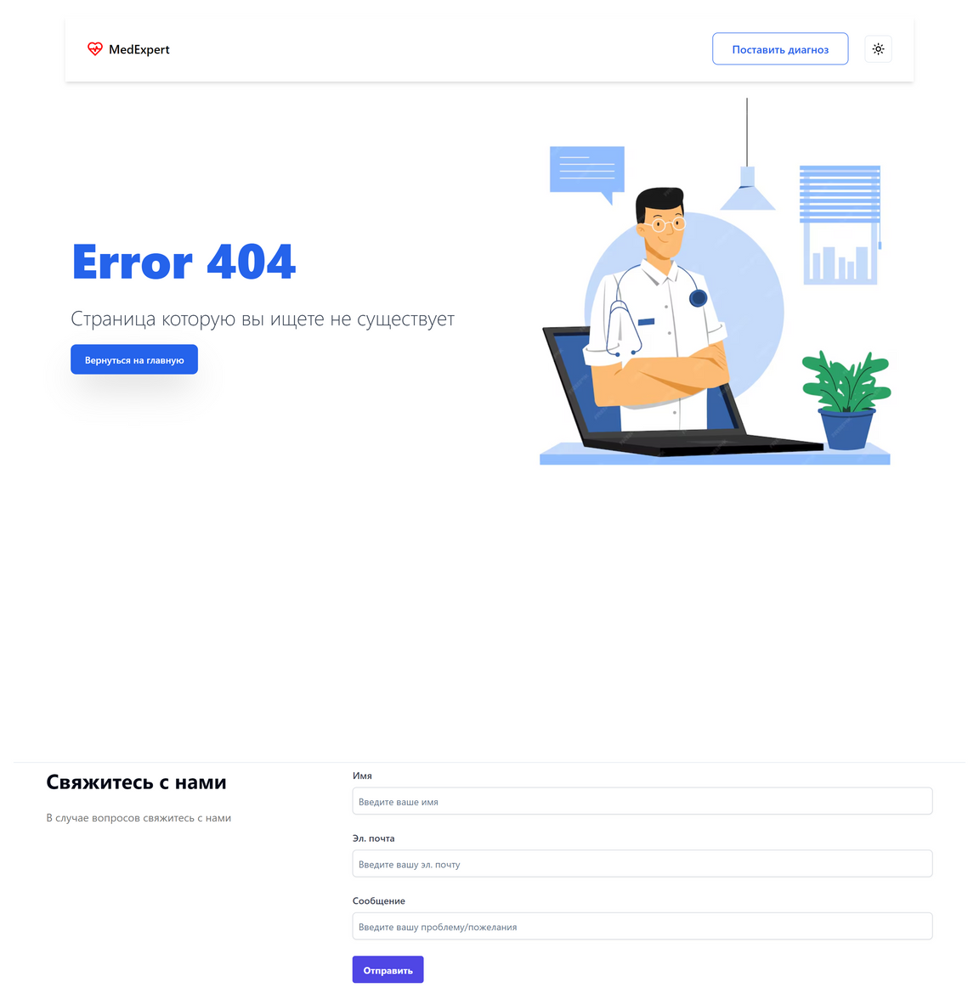 MedExpert
Поставить диагноз
Error 404
Страница которую вы ищете не существует
Вернуться на главную
Свяжитесь с нами
В случае вопросов свяжитесь с нами
Имя
Введите ваше имя
Эл. почта
Введите вашу эл. почту
Сообщение
Введите вашу проблему/пожелания
Отправить